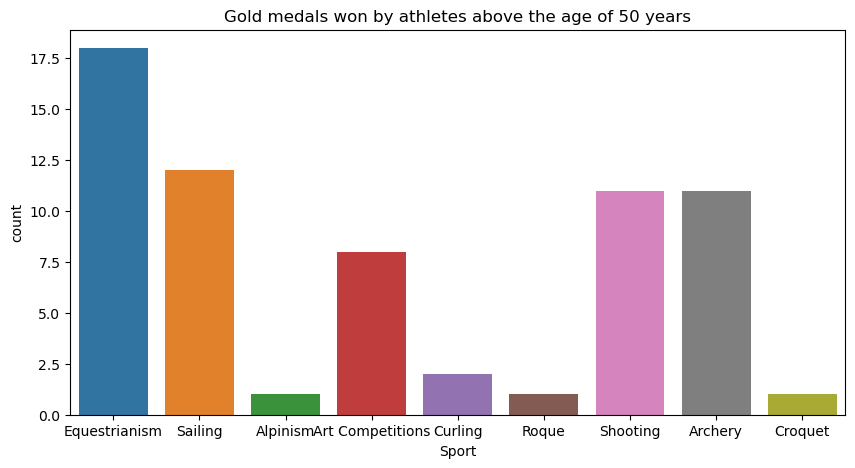 Gold medals won by athletes above the age of 50 years
17.5
15.0
12.5
10.0
7.5
5.0
2.5
0.0
count
Equestrianism Sailing Alpinism Art Competitions Curling Roque Shooting Archery Croquet
Sport